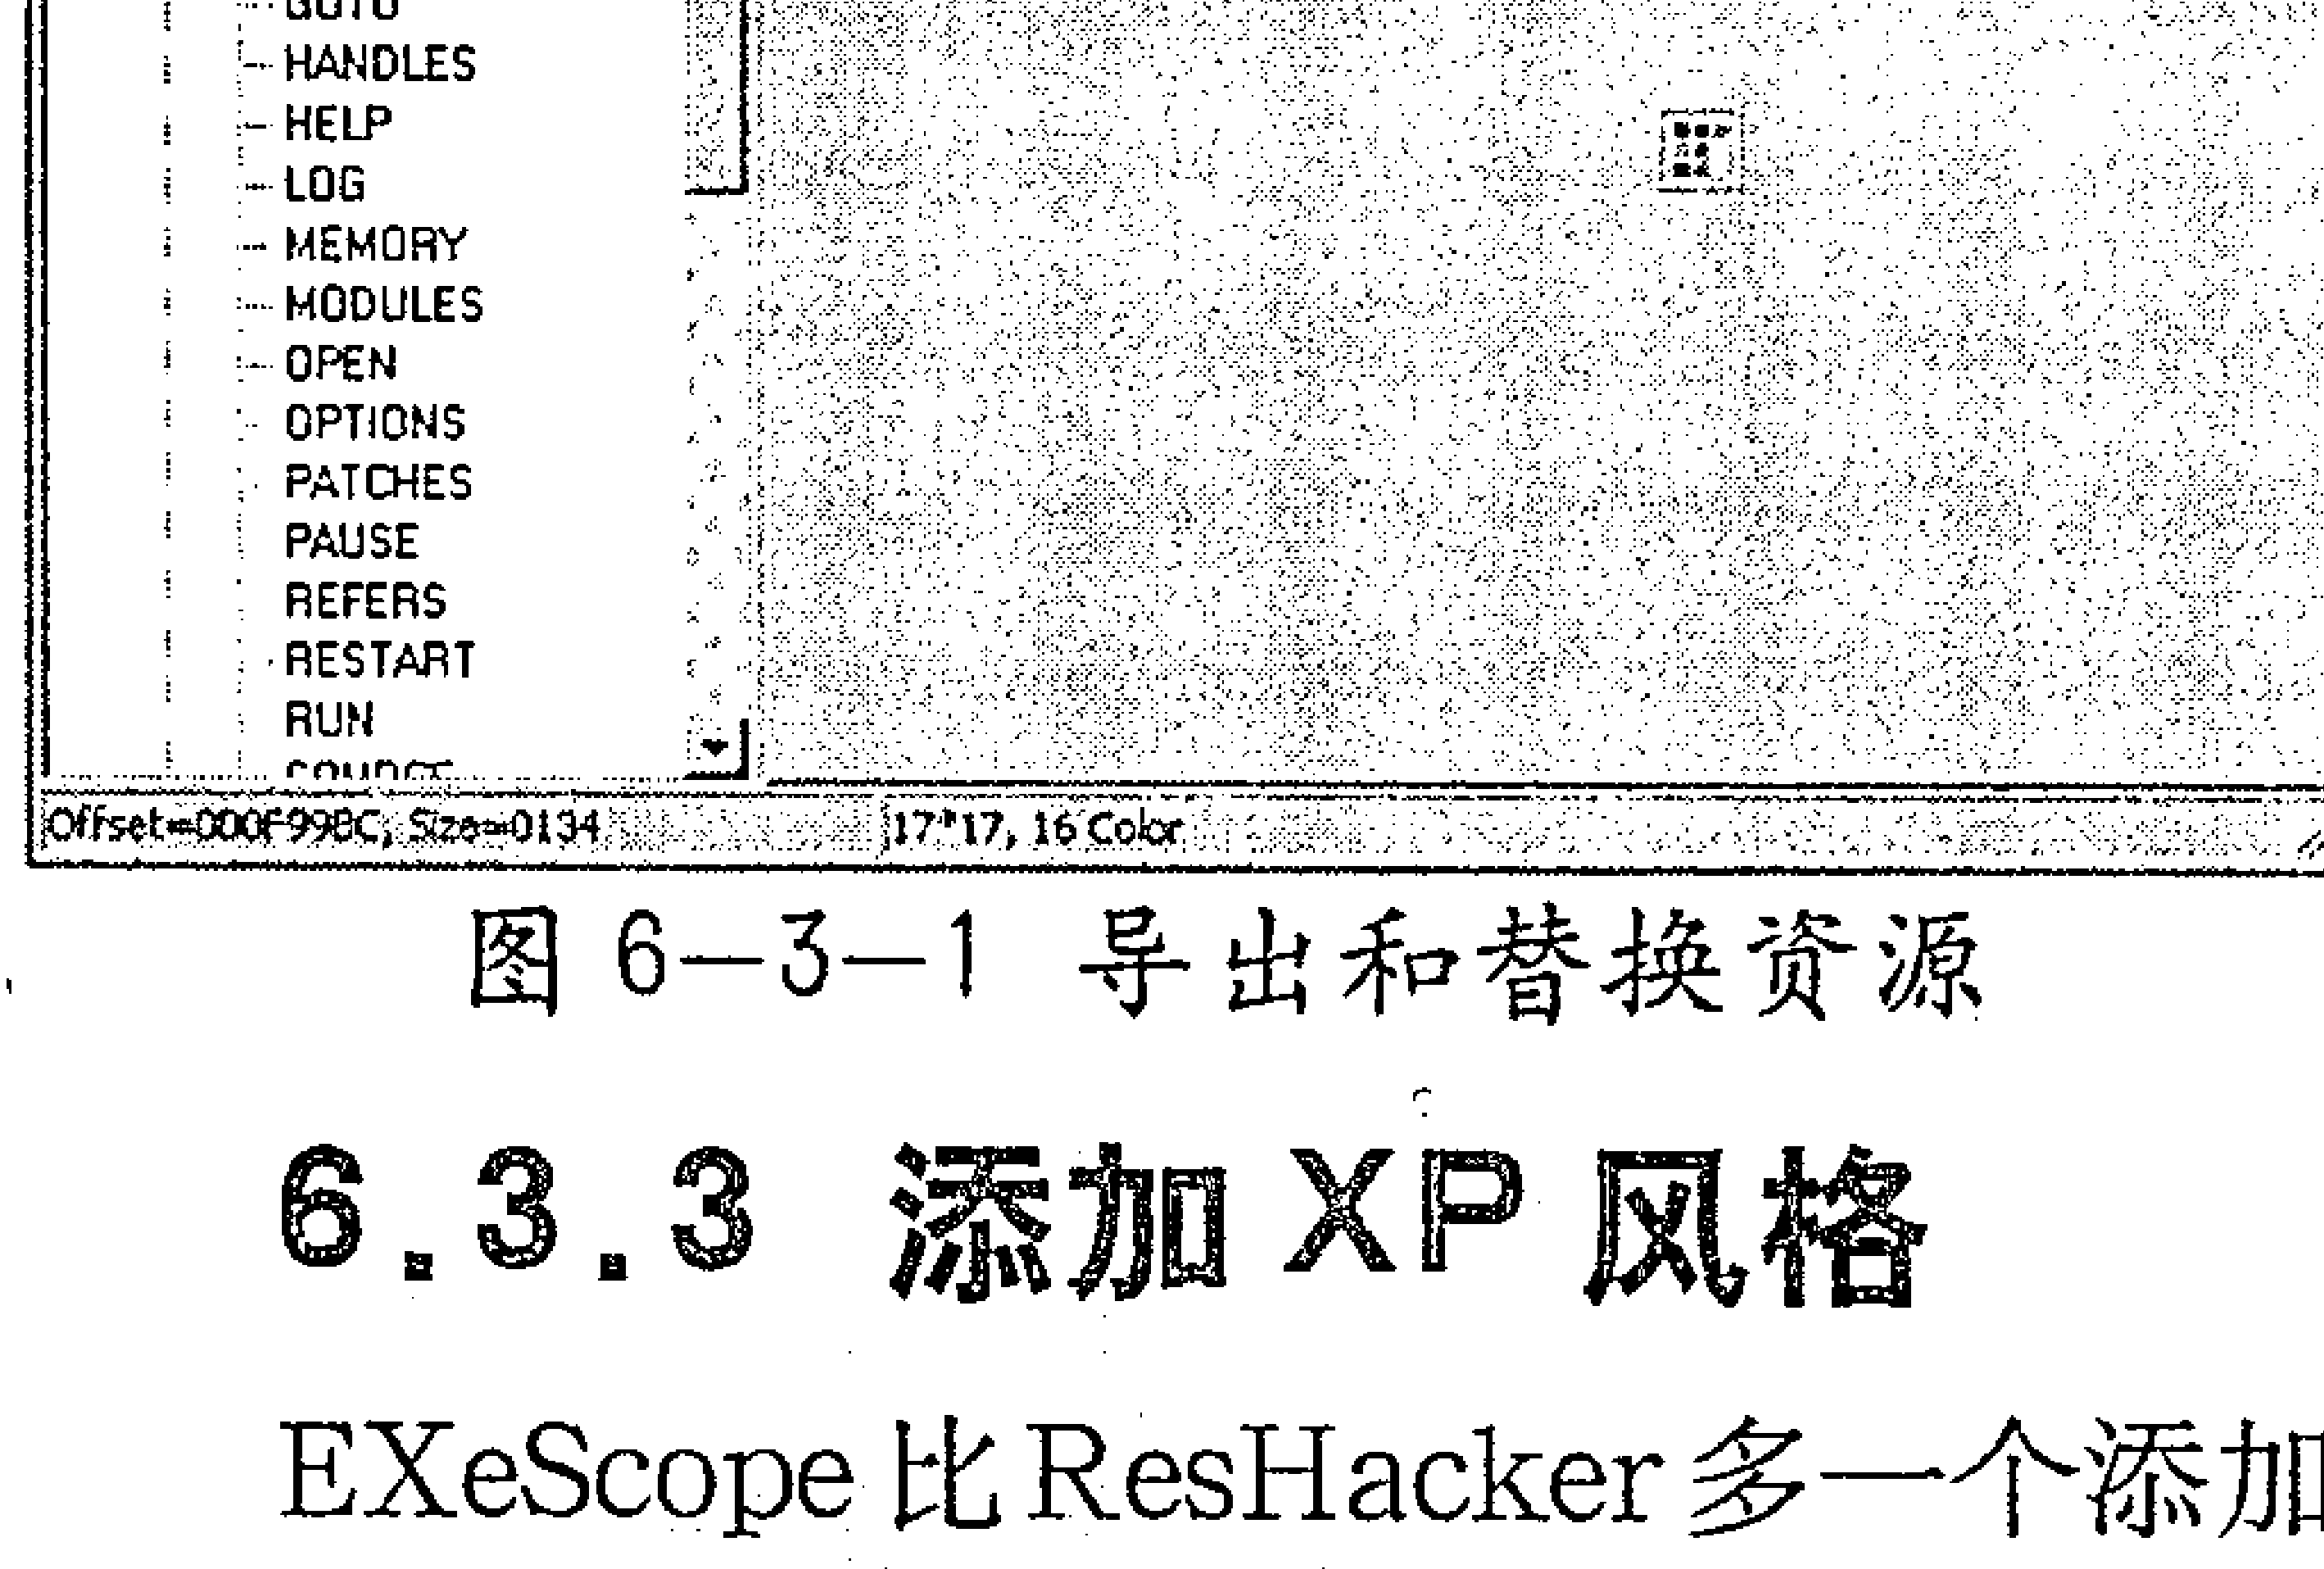 GOTO
HANDLES
HELP
LOG
MEMORY
MODULES
OPEN
OPTIONS
PATCHES
PAUSE
REFERS
RESTART
RUN
SOURCE
Offset=000F998C, Size=0134 17*17, 16 Color
图 6-3-1 导出和替换资源
6.3.3 添加 XP 风格
EXeScope 比 ResHacker 多一个添加